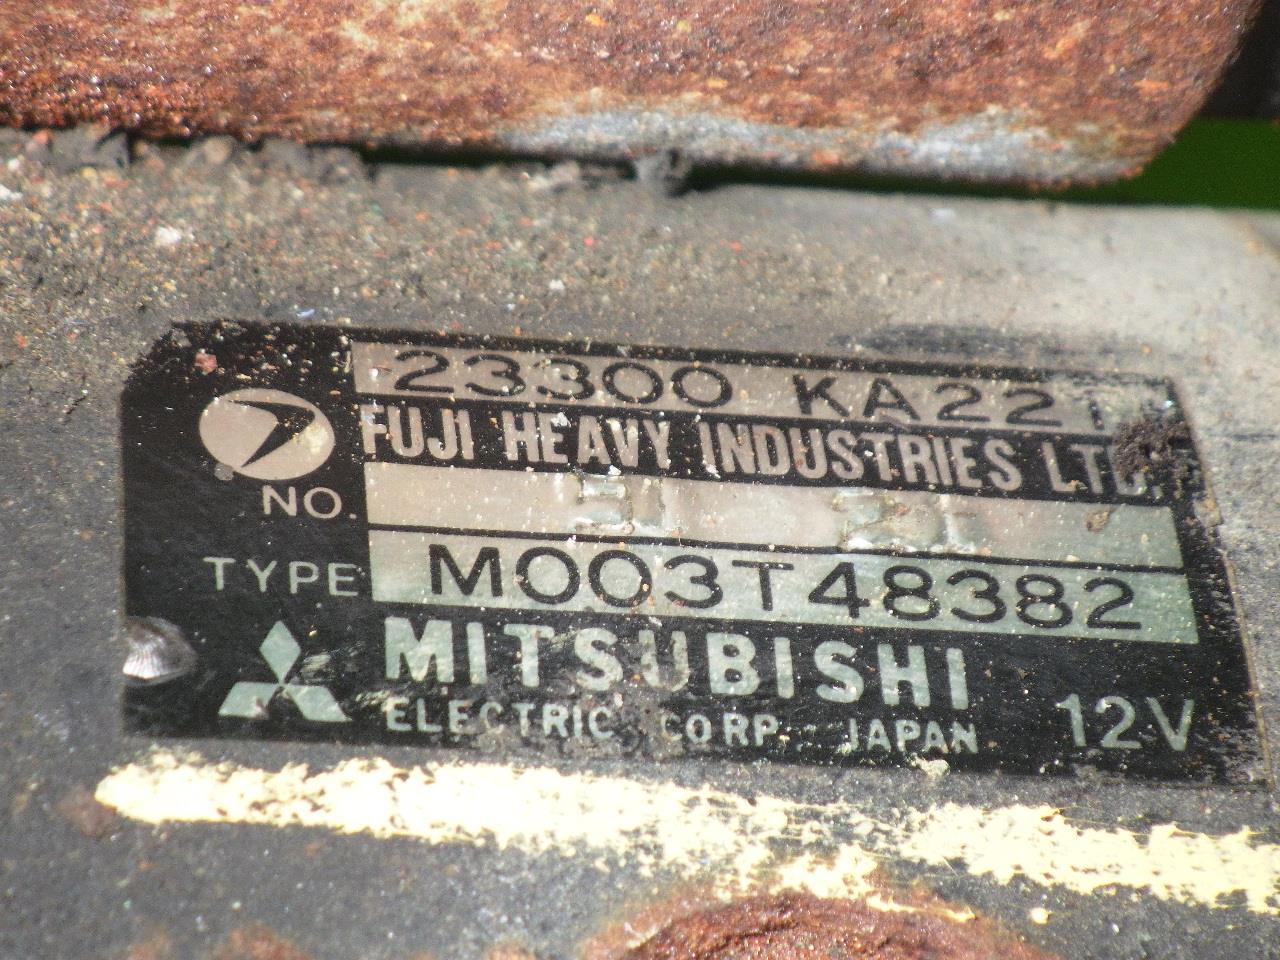 23300 KA221
FUJI HEAVY INDUSTRIES LTD.
NO.
TYPE M003T48382
MITSUBISHI
ELECTRIC CORP. JAPAN 12V